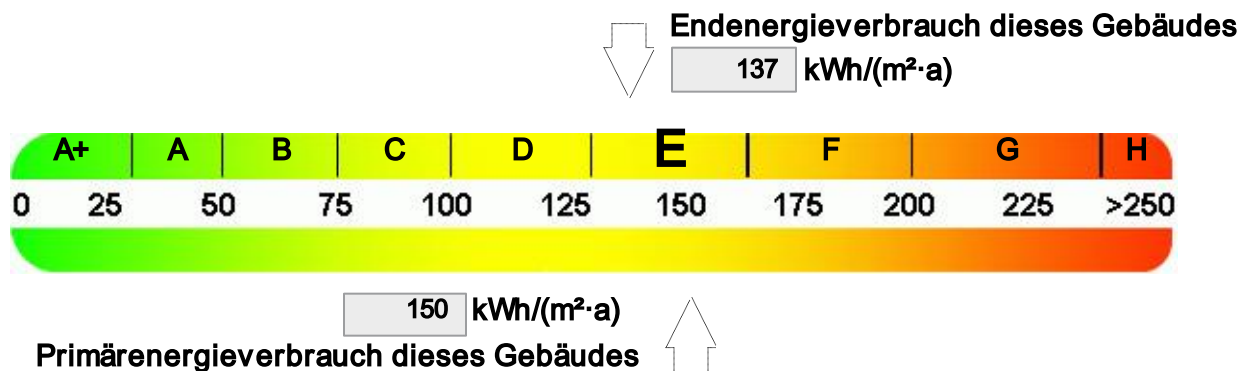 Endenergieverbrauch dieses Gebäudes
137 kWh/(m²·a)
A+ A B C D E F G H
0 25 50 75 100 125 150 175 200 225 >250
150 kWh/(m²·a)
Primärenergieverbrauch dieses Gebäudes